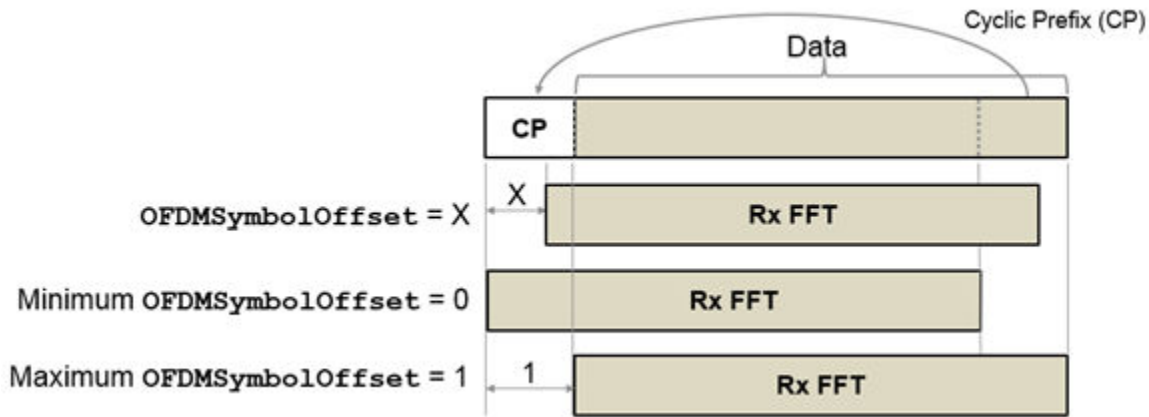 Cyclic Prefix (CP)
Data
CP
X
OFDMSymbolOffset = X
Rx FFT
Minimum OFDMSymbolOffset = 0
Rx FFT
Maximum OFDMSymbolOffset = 1
1
Rx FFT